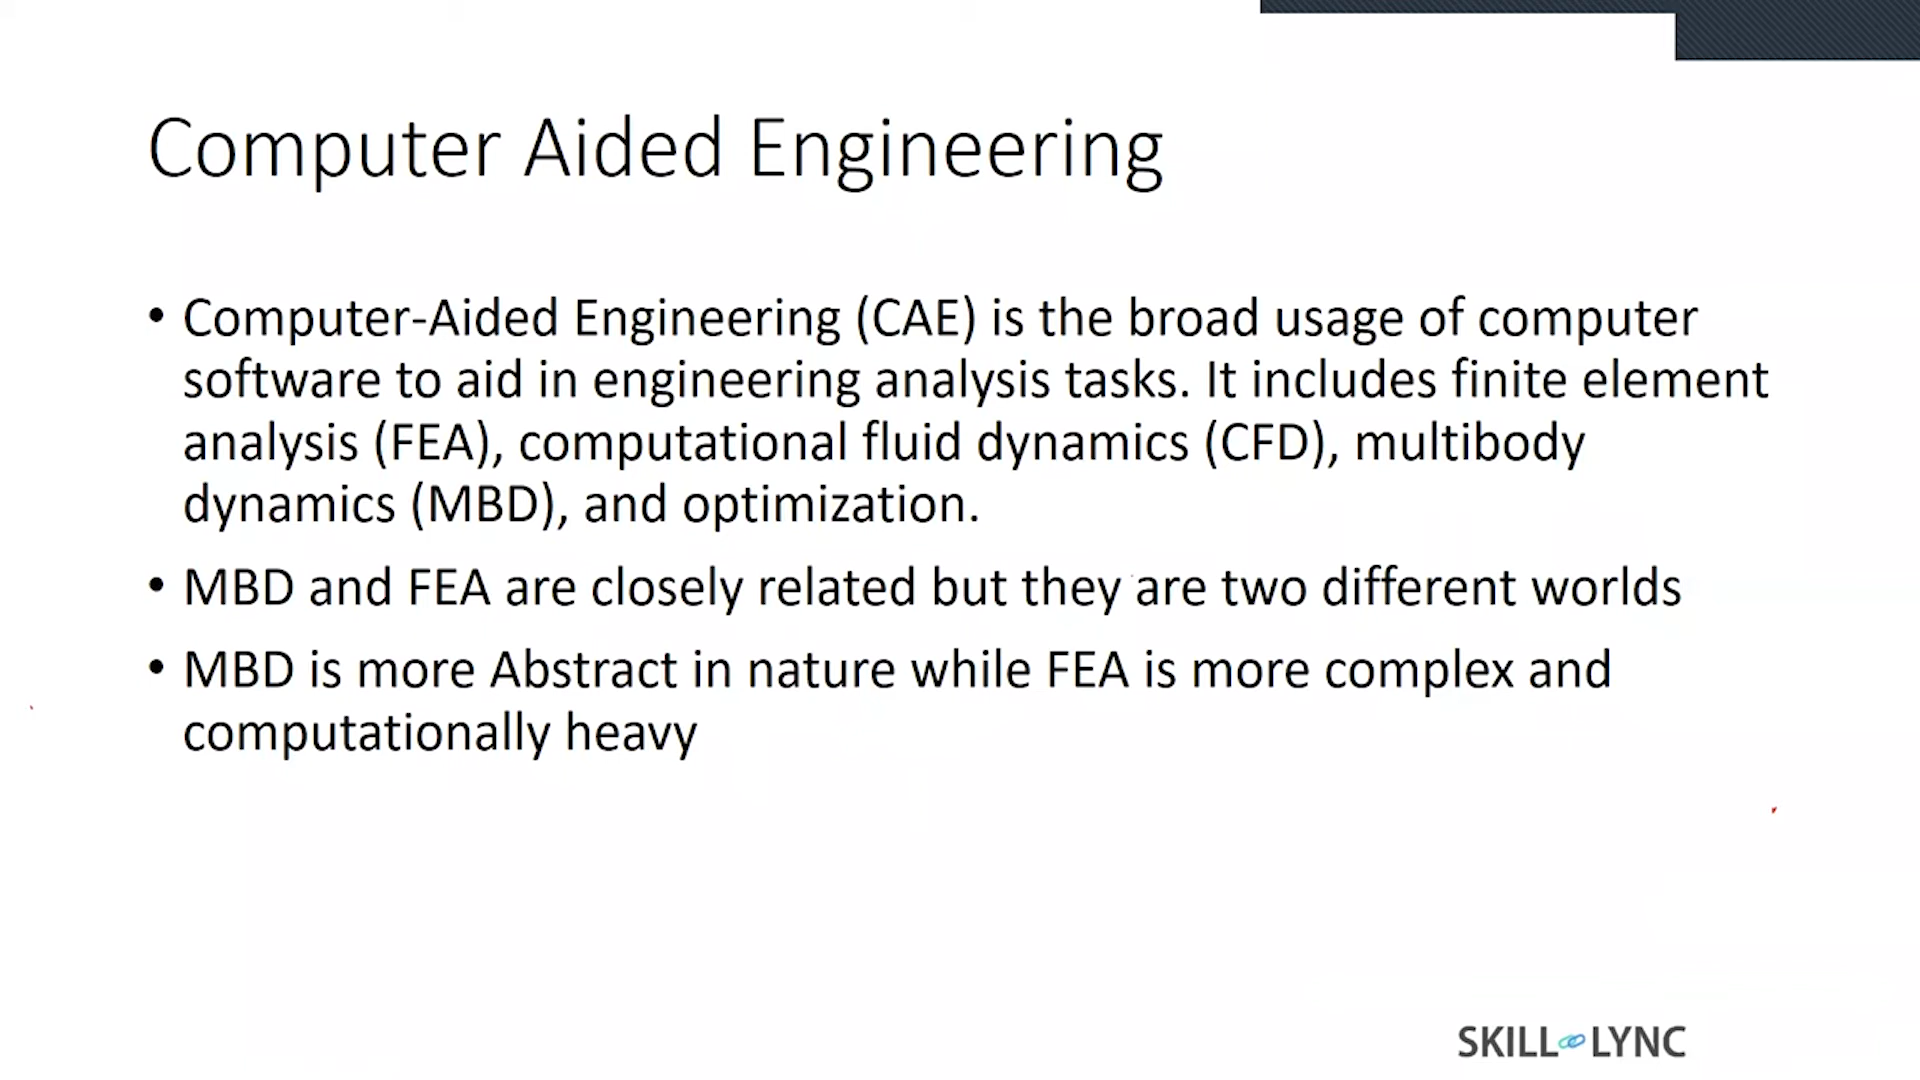 Computer Aided Engineering
• Computer-Aided Engineering (CAE) is the broad usage of computer
software to aid in engineering analysis tasks. It includes finite element
analysis (FEA), computational fluid dynamics (CFD), multibody
dynamics (MBD), and optimization.
• MBD and FEA are closely related but they are two different worlds
• MBD is more Abstract in nature while FEA is more complex and
computationally heavy
SKILL LYNC